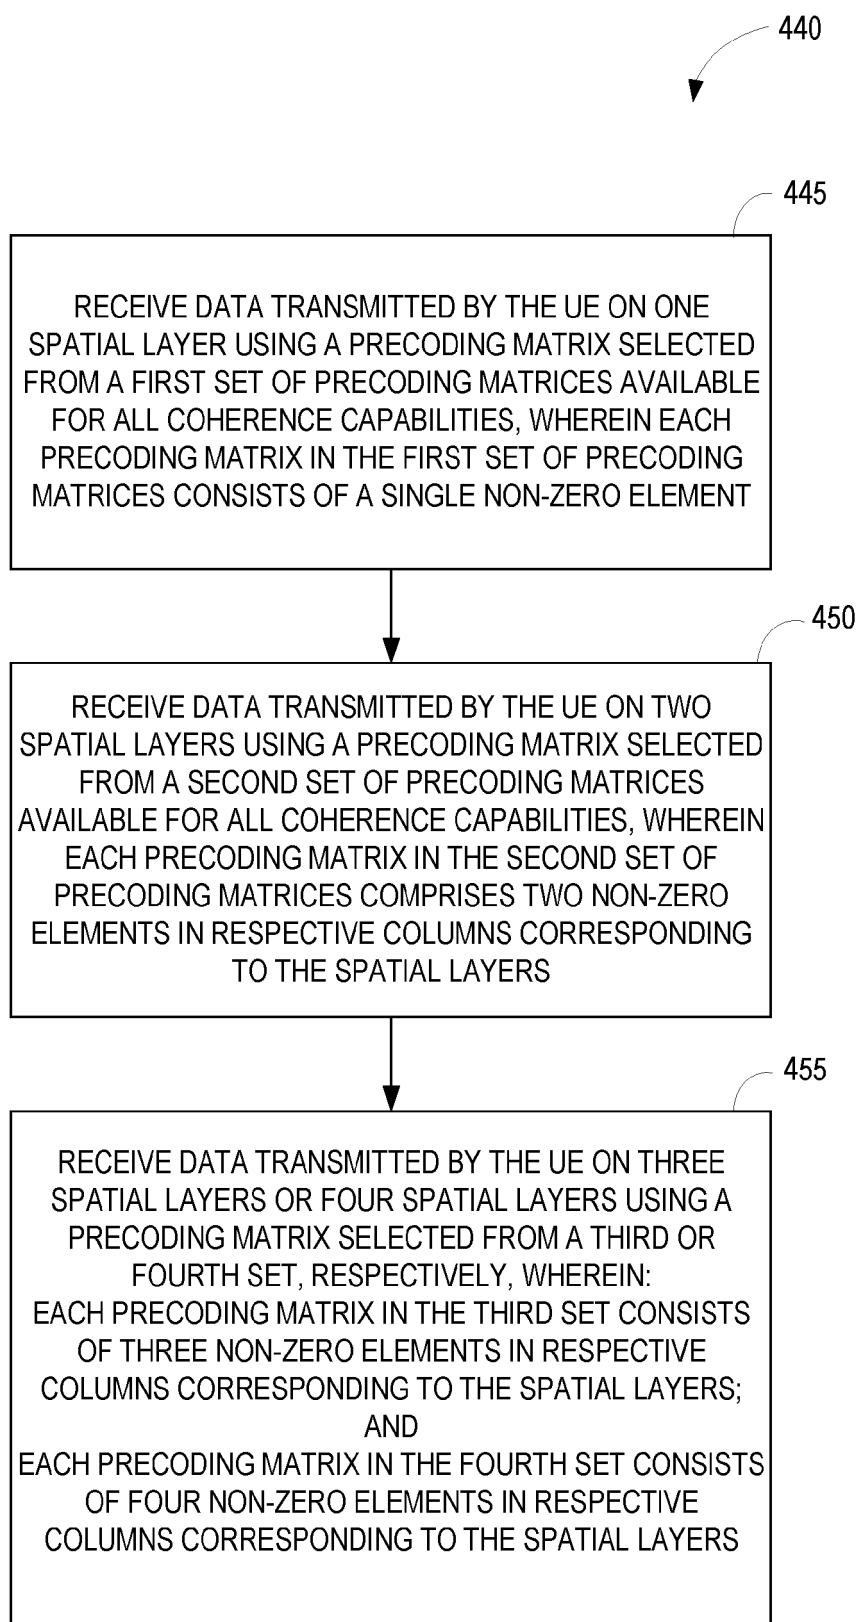 440
445
RECEIVE DATA TRANSMITTED BY THE UE ON ONE
SPATIAL LAYER USING A PRECODING MATRIX SELECTED
FROM A FIRST SET OF PRECODING MATRICES AVAILABLE
FOR ALL COHERENCE CAPABILITIES, WHEREIN EACH
PRECODING MATRIX IN THE FIRST SET OF PRECODING
MATRICES CONSISTS OF A SINGLE NON-ZERO ELEMENT
450
RECEIVE DATA TRANSMITTED BY THE UE ON TWO
SPATIAL LAYERS USING A PRECODING MATRIX SELECTED
FROM A SECOND SET OF PRECODING MATRICES
AVAILABLE FOR ALL COHERENCE CAPABILITIES, WHEREIN
EACH PRECODING MATRIX IN THE SECOND SET OF
PRECODING MATRICES COMPRISES TWO NON-ZERO
ELEMENTS IN RESPECTIVE COLUMNS CORRESPONDING
TO THE SPATIAL LAYERS
455
RECEIVE DATA TRANSMITTED BY THE UE ON THREE
SPATIAL LAYERS OR FOUR SPATIAL LAYERS USING A
PRECODING MATRIX SELECTED FROM A THIRD OR
FOURTH SET, RESPECTIVELY, WHEREIN:
EACH PRECODING MATRIX IN THE THIRD SET CONSISTS
OF THREE NON-ZERO ELEMENTS IN RESPECTIVE
COLUMNS CORRESPONDING TO THE SPATIAL LAYERS;
AND
EACH PRECODING MATRIX IN THE FOURTH SET CONSISTS
OF FOUR NON-ZERO ELEMENTS IN RESPECTIVE
COLUMNS CORRESPONDING TO THE SPATIAL LAYERS